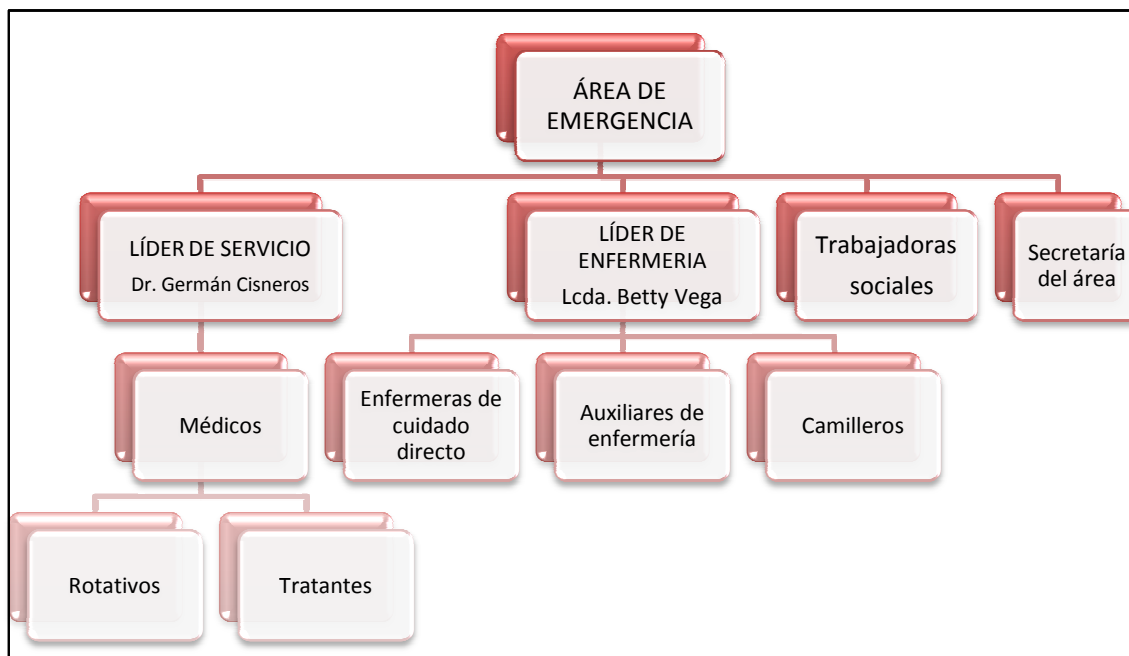 ÁREA DE
EMERGENCIA
LÍDER DE SERVICIO
Dr. Germán Cisneros
LÍDER DE
ENFERMERIA
Lcda. Betty Vega
Trabajadoras
sociales
Secretaría
del área
Médicos
Enfermeras de
cuidado
directo
Auxiliares de
enfermería
Camilleros
Rotativos
Tratantes